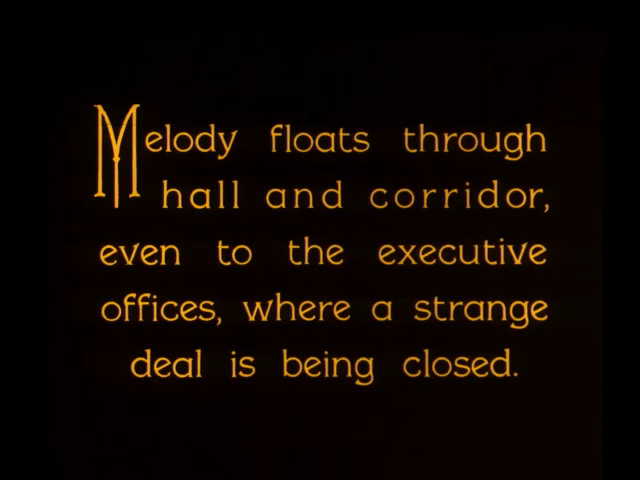 Melody floats through
hall and corridor,
even to the executive
offices, where a strange
deal is being closed.